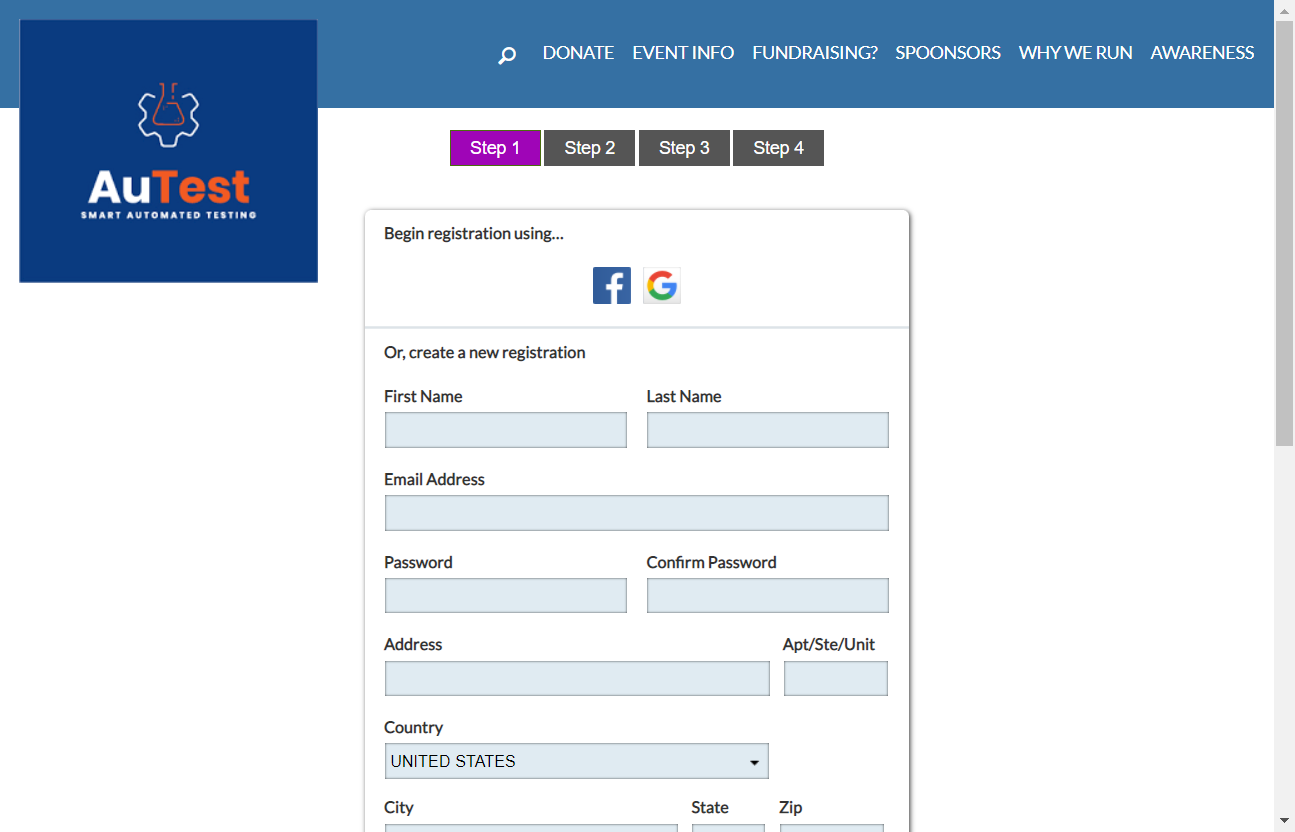 DONATE EVENT INFO FUNDRAISING? SPOONSORS WHY WE RUN AWARENESS
AuTest
SMART AUTOMATED TESTING
Step 1 Step 2 Step 3 Step 4
Begin registration using...
Or, create a new registration
First Name Last Name
Email Address
Password Confirm Password
Address Apt/Ste/Unit
Country
UNITED STATES
City State Zip